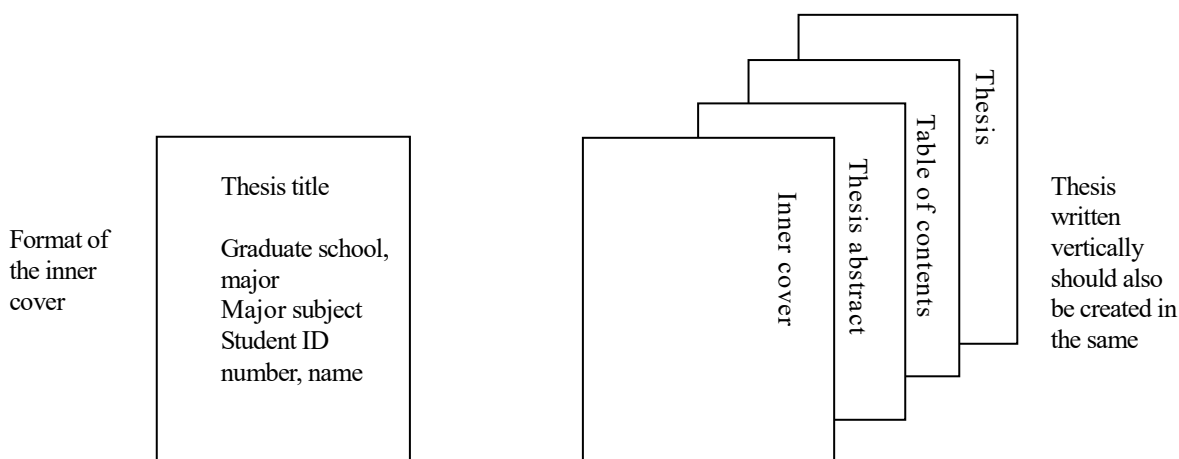 Format of
the inner
cover
Thesis title
Graduate school,
major
Major subject
Student ID
number, name
Inner cover
Thesis abstract
Table of contents
Thesis
Thesis
written
vertically
should also
be created in
the same